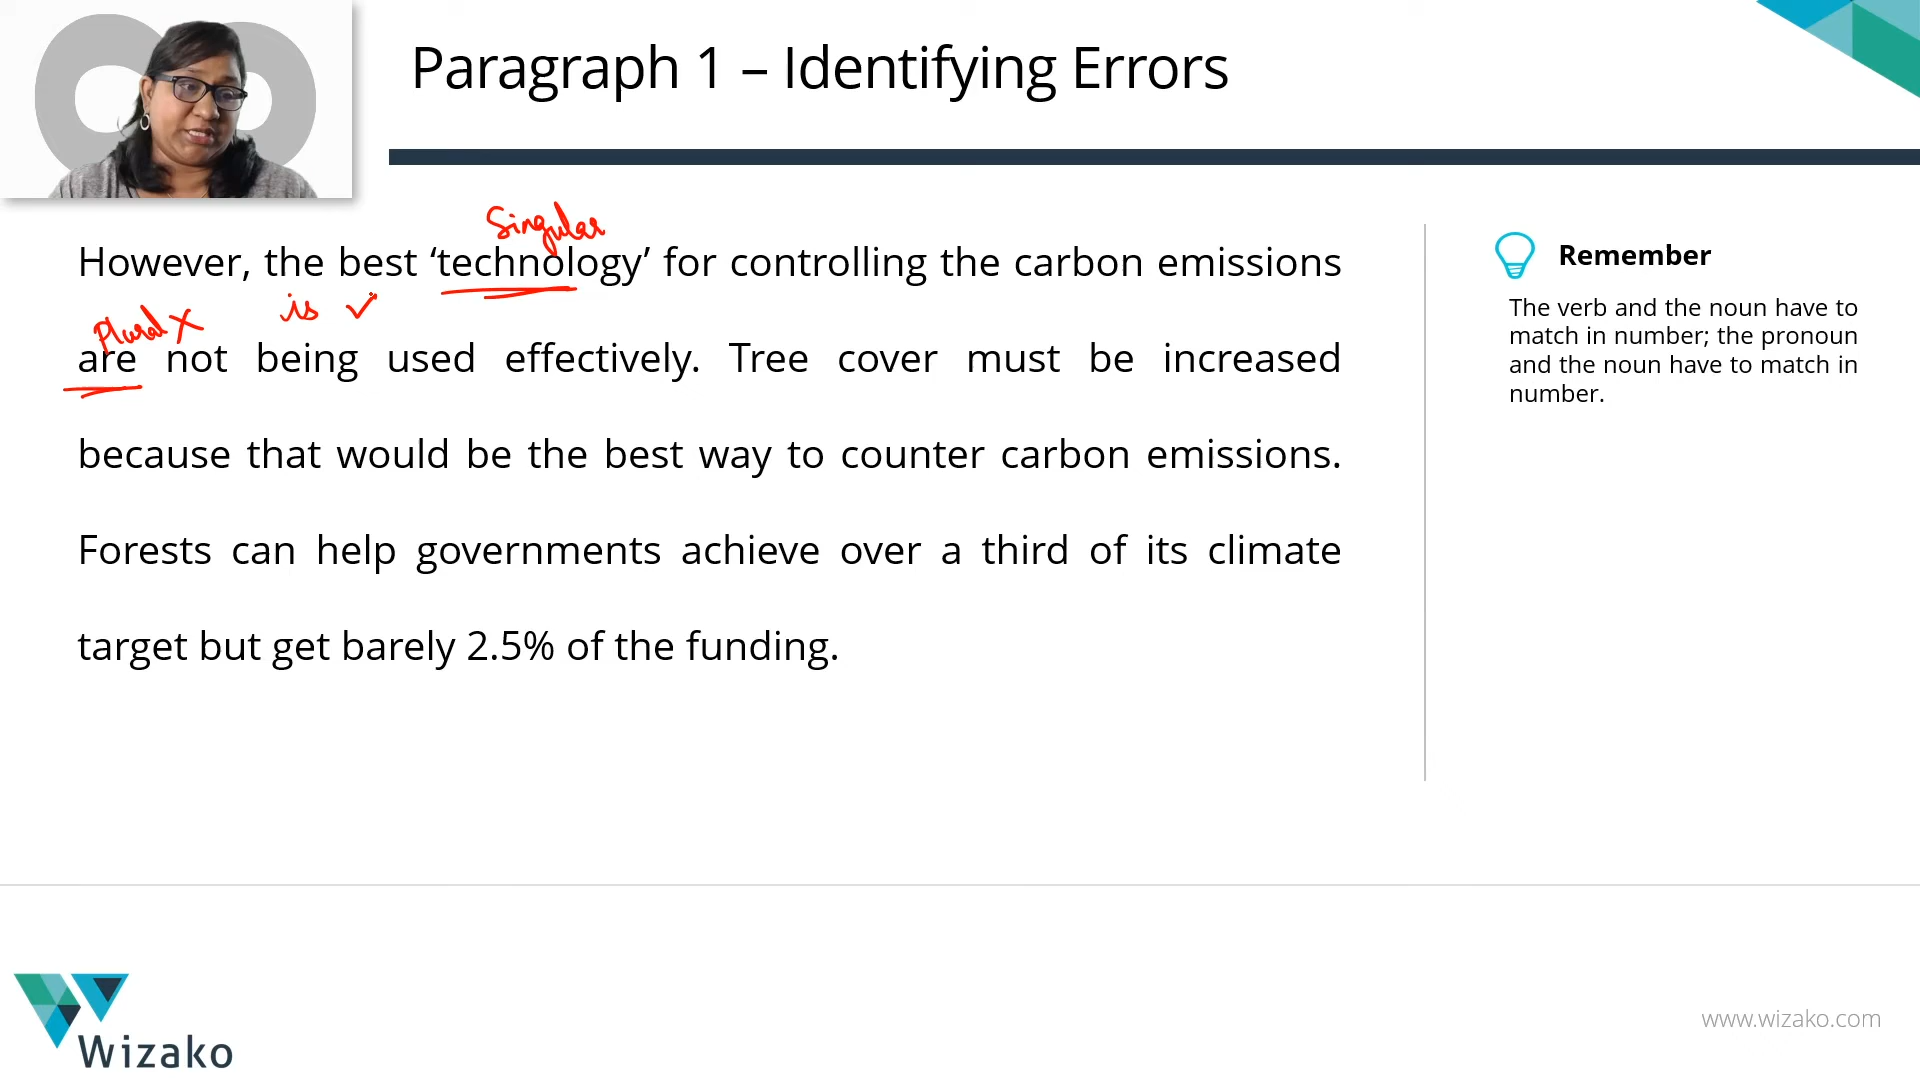 Paragraph 1 – Identifying Errors
Singular
However, the best ‘technology’ for controlling the carbon emissions
Plural X is ✓
are not being used effectively. Tree cover must be increased
because that would be the best way to counter carbon emissions.
Forests can help governments achieve over a third of its climate
target but get barely 2.5% of the funding.
Remember
The verb and the noun have to
match in number; the pronoun
and the noun have to match in
number.
Wizako
www.wizako.com